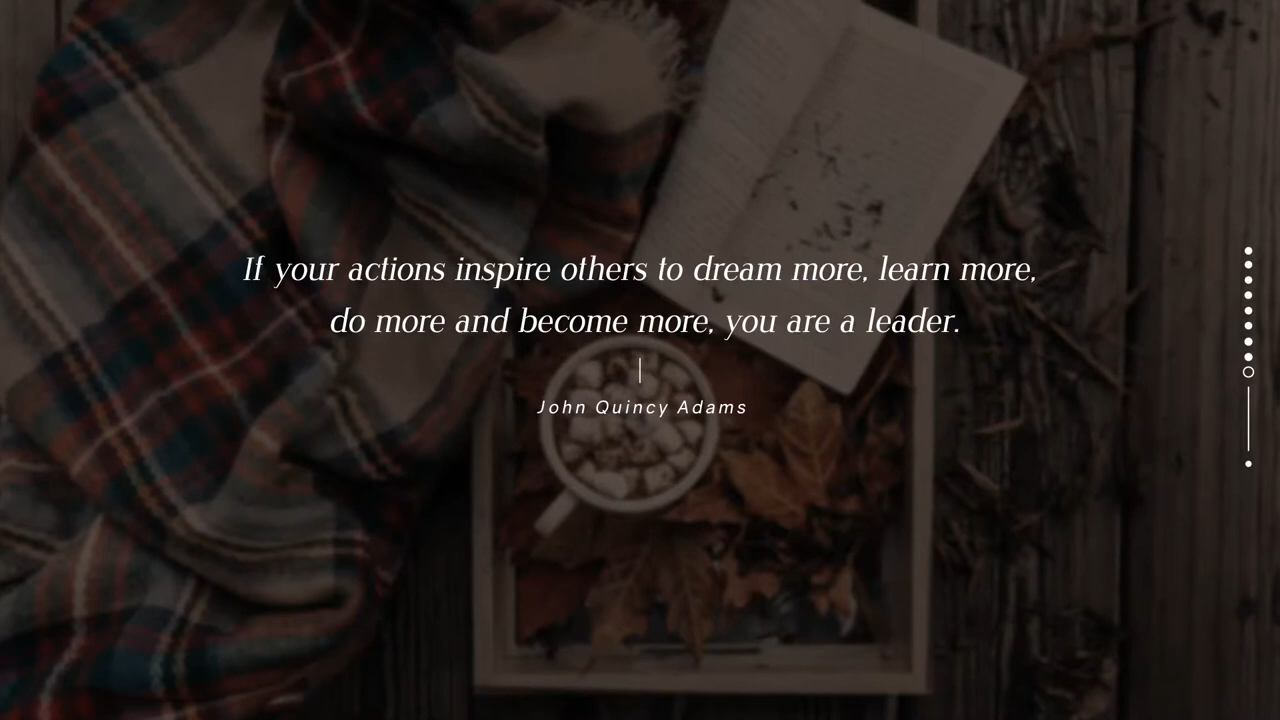 If your actions inspire others to dream more, learn more,
do more and become more, you are a leader.
John Quincy Adams